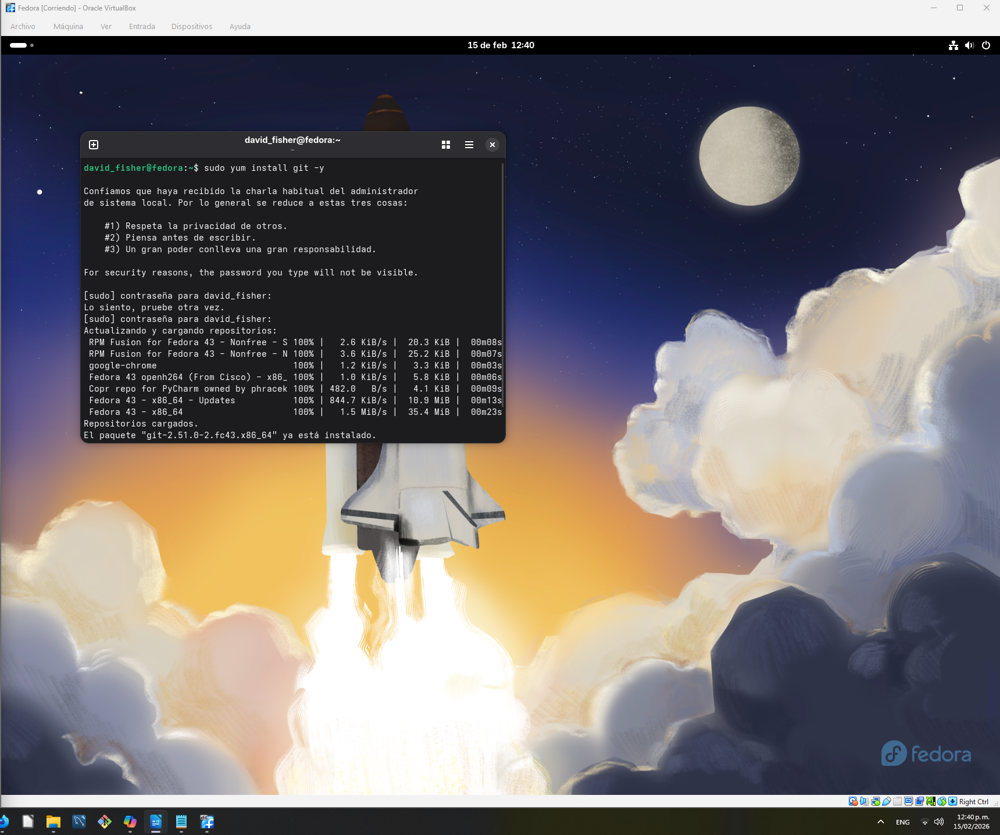 Fedora [Corriendo] - Oracle VirtualBox
Archivo Máquina Ver Entrada Dispositivos Ayuda
15 de feb 12:40
david_fisher@fedora:~
~
david_fisher@fedora:~$ sudo yum install git -y
Confiamos que haya recibido la charla habitual del administrador
de sistema local. Por lo general se reduce a estas tres cosas:
#1) Respeta la privacidad de otros.
#2) Piensa antes de escribir.
#3) Un gran poder conlleva una gran responsabilidad.
For security reasons, the password you type will not be visible.
[sudo] contraseña para david_fisher:
Lo siento, pruebe otra vez.
[sudo] contraseña para david_fisher:
Actualizando y cargando repositorios:
RPM Fusion for Fedora 43 - Nonfree - S 100% | 2.6 KiB/s | 20.3 KiB | 00m08s
RPM Fusion for Fedora 43 - Nonfree - N 100% | 3.6 KiB/s | 25.2 KiB | 00m07s
google-chrome 100% | 1.2 KiB/s | 3.3 KiB | 00m03s
Fedora 43 openh264 (From Cisco) - x86_ 100% | 1.0 KiB/s | 5.8 KiB | 00m06s
Copr repo for PyCharm owned by phracek 100% | 482.0 B/s | 4.1 KiB | 00m09s
Fedora 43 - x86_64 - Updates 100% | 844.7 KiB/s | 10.9 MiB | 00m13s
Fedora 43 - x86_64 100% | 1.5 MiB/s | 35.4 MiB | 00m23s
Repositorios cargados.
El paquete "git-2.51.0-2.fc43.x86_64" ya está instalado.
fedora
Right Ctrl
ENG
12:40 p.m.
15/02/2026